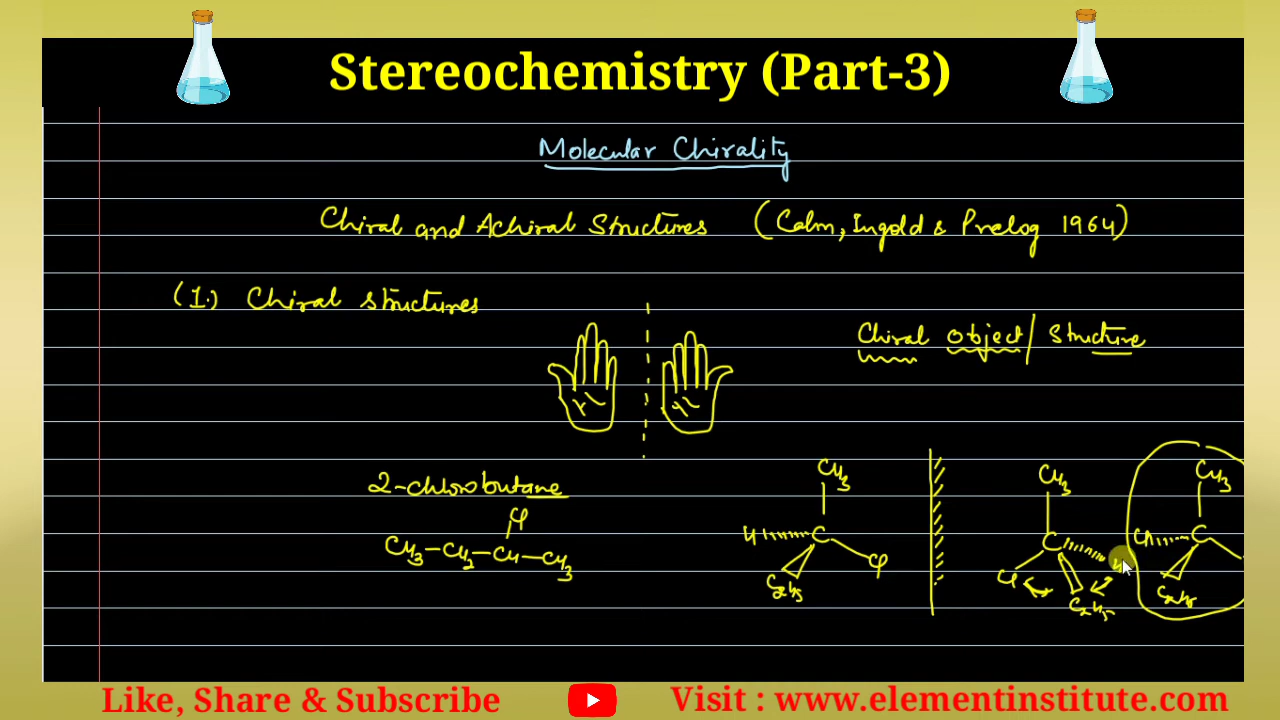 Stereochemistry (Part-3)
Molecular Chirality
Chiral and Achiral Structures (Cahn, Ingold & Prelog 1964)
(1.) Chiral structures
Chiral object/ Structure
2-chlorobutane
Cl
CH3-CH2-CH-CH3
CH3
H C Cl
C2H5
CH3
C H
Cl C2H5
CH3
C
C2H5
Like, Share & Subscribe
Visit : www.elementinstitute.com